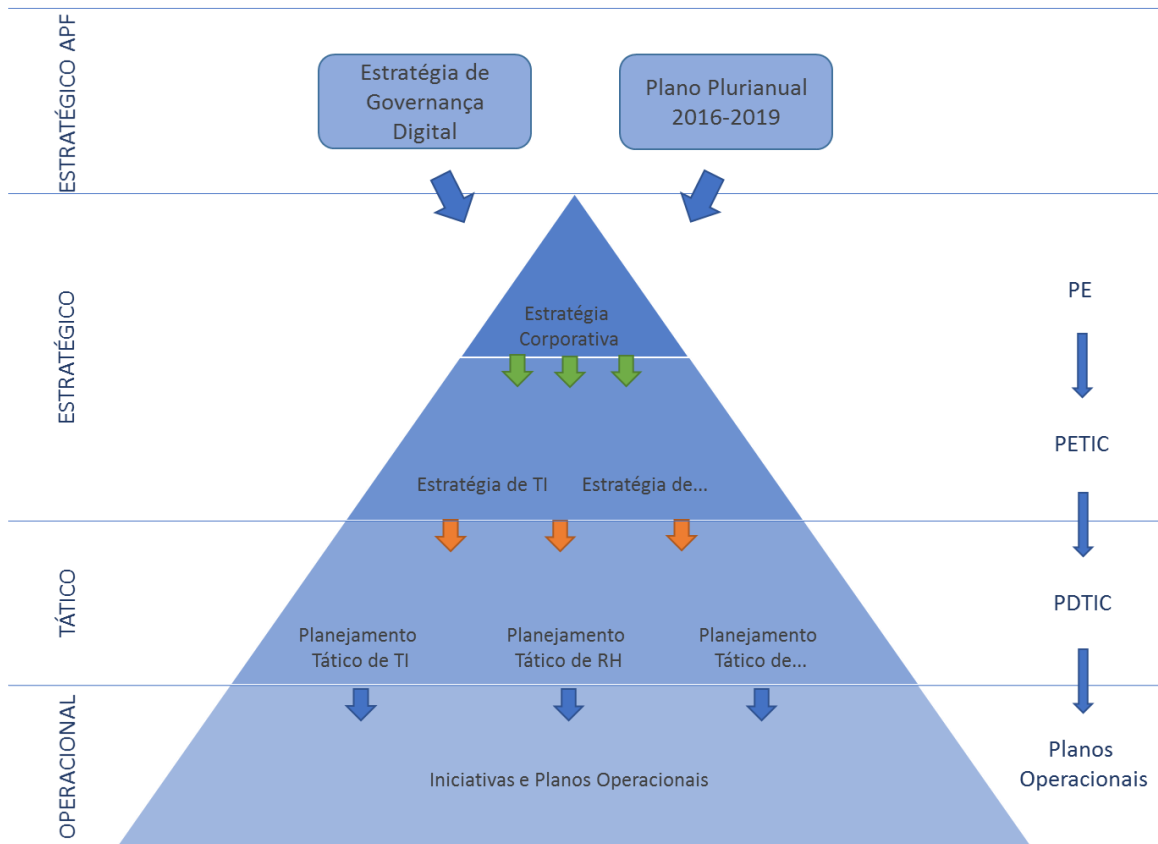 ESTRATÉGICO APF
Estratégia de
Governança
Digital
Plano Plurianual
2016-2019
ESTRATÉGICO
Estratégia
Corporativa
PE
Estratégia de TI
Estratégia de...
PETIC
TÁTICO
Planejamento
Tático de TI
Planejamento
Tático de RH
Planejamento
Tático de...
PDTIC
OPERACIONAL
Iniciativas e Planos Operacionais
Planos
Operacionais